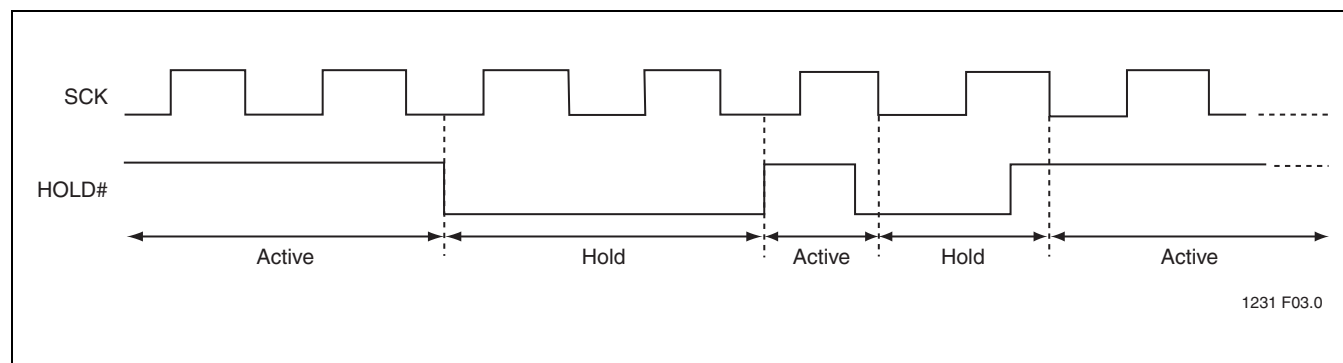 SCK
HOLD#
Active Hold Active Hold Active
1231 F03.0